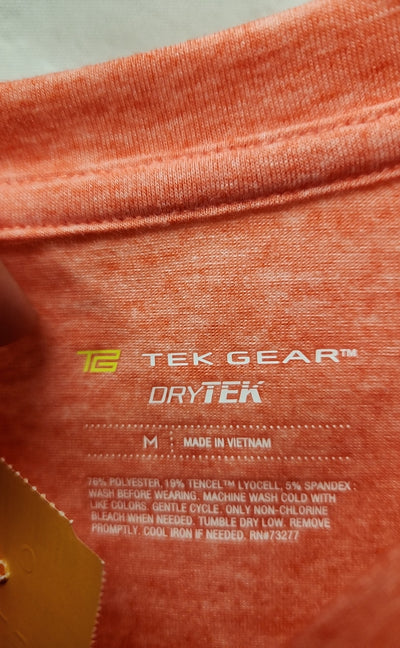 TG TEK GEAR™
DRYTEK
M MADE IN VIETNAM
76% POLYESTER, 19% TENCEL™ LYOCELL, 5% SPANDEX
WASH BEFORE WEARING. MACHINE WASH COLD WITH
LIKE COLORS. GENTLE CYCLE. ONLY NON-CHLORINE
BLEACH WHEN NEEDED. TUMBLE DRY LOW. REMOVE
PROMPTLY. COOL IRON IF NEEDED. RN#73277